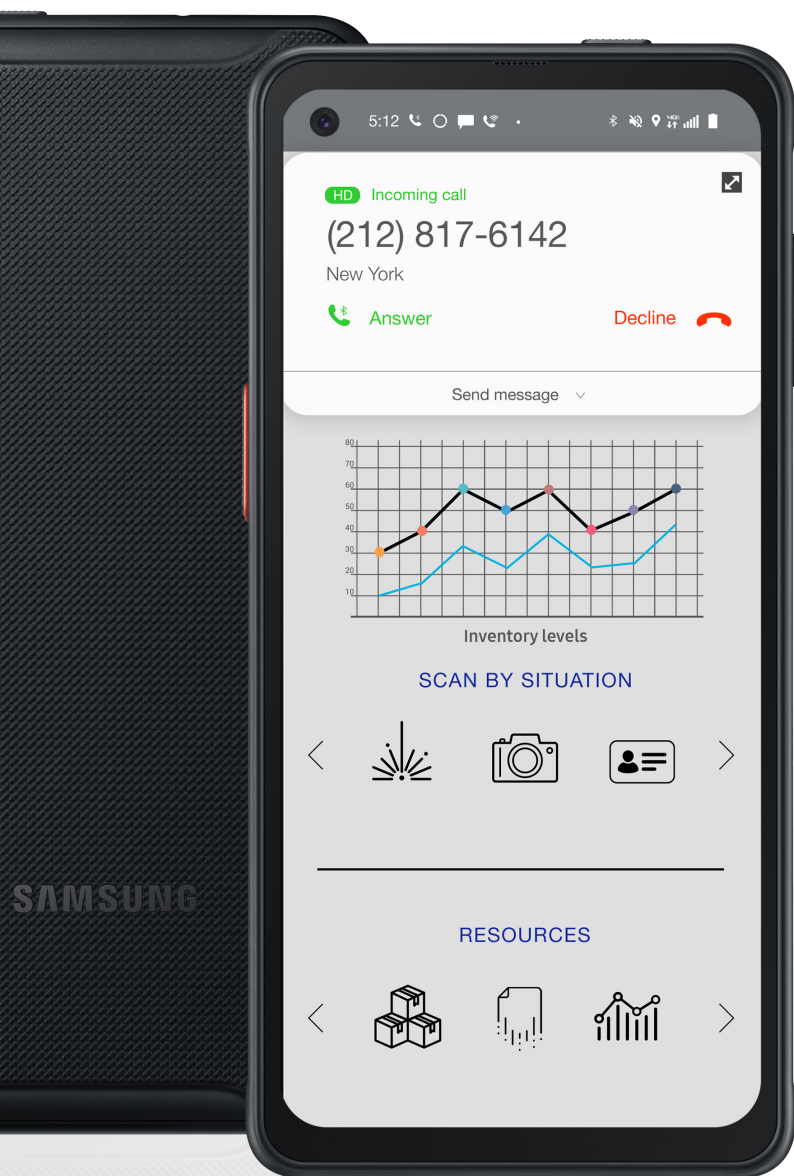 5:12
HD Incoming call
(212) 817-6142
New York
Answer Decline
Send message
80
70
60
50
40
30
20
10
Inventory levels
SCAN BY SITUATION
RESOURCES
SAMSUNG